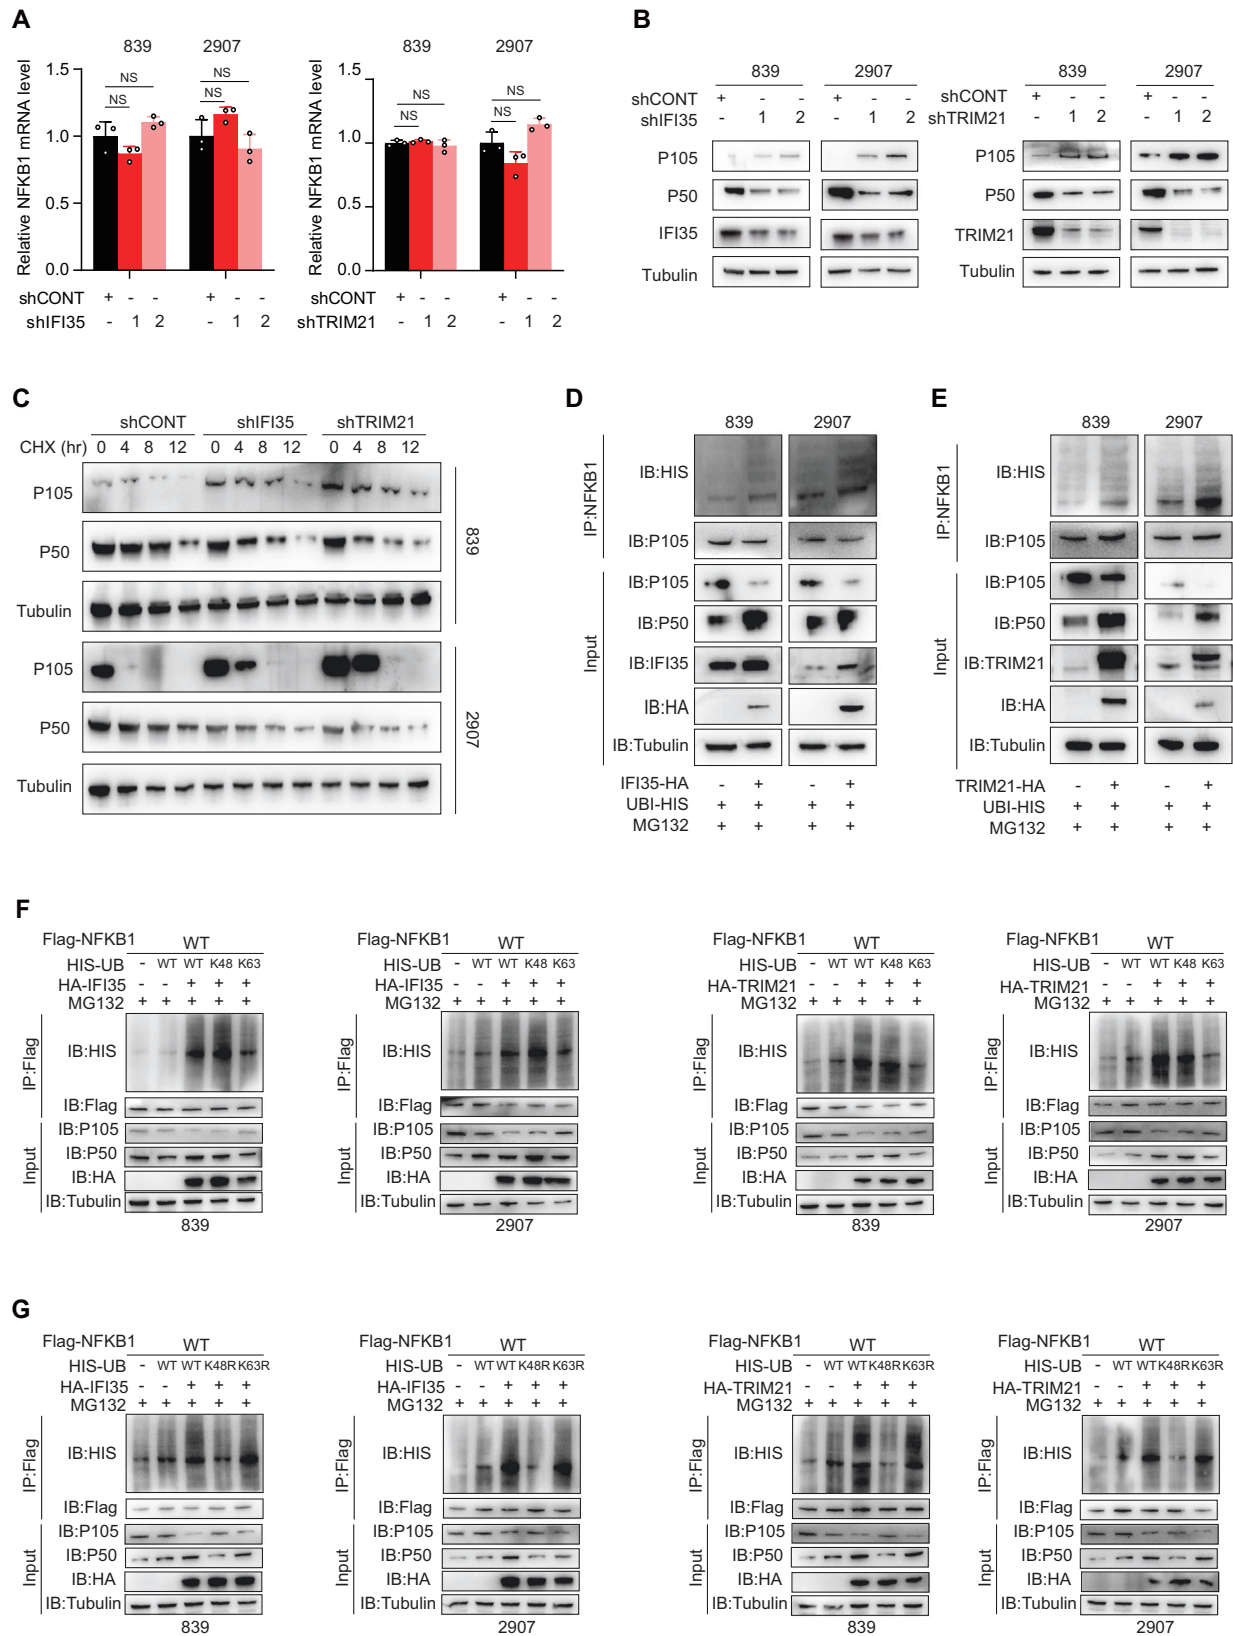 A
839 2907
Relative NFKB1 mRNA level
1.5
1.0
0.5
0.0
NS NS NS NS
shCONT + - - + - -
shIFI35 - 1 2 - 1 2
839 2907
Relative NFKB1 mRNA level
1.5
1.0
0.5
0.0
NS NS NS NS
shCONT + - - + - -
shTRIM21 - 1 2 - 1 2
B
839 2907
shCONT + - - + - -
shIFI35 - 1 2 - 1 2
P105
P50
IFI35
Tubulin
839 2907
shCONT + - - + - -
shTRIM21 - 1 2 - 1 2
P105
P50
TRIM21
Tubulin
C
shCONT shIFI35 shTRIM21
CHX (hr) 0 4 8 12 0 4 8 12 0 4 8 12
P105
P50
Tubulin
839
P105
P50
Tubulin
2907
D
839 2907
IP:NFKB1
IB:HIS
IB:P105
Input
IB:P105
IB:P50
IB:IFI35
IB:HA
IB:Tubulin
IFI35-HA - + - +
UBI-HIS + + + +
MG132 + + + +
E
839 2907
IP:NFKB1
IB:HIS
IB:P105
Input
IB:P105
IB:P50
IB:TRIM21
IB:HA
IB:Tubulin
TRIM21-HA - + - +
UBI-HIS + + + +
MG132 + + + +
F
Flag-NFKB1 WT
HIS-UB - WT WT K48 K63
HA-IFI35 - - + + +
MG132 + + + + +
IP:Flag
IB:HIS
IB:Flag
Input
IB:P105
IB:P50
IB:HA
IB:Tubulin
839
Flag-NFKB1 WT
HIS-UB - WT WT K48 K63
HA-IFI35 - - + + +
MG132 + + + + +
IP:Flag
IB:HIS
IB:Flag
Input
IB:P105
IB:P50
IB:HA
IB:Tubulin
2907
Flag-NFKB1 WT
HIS-UB - WT WT K48 K63
HA-TRIM21 - - + + +
MG132 + + + + +
IP:Flag
IB:HIS
IB:Flag
Input
IB:P105
IB:P50
IB:HA
IB:Tubulin
839
Flag-NFKB1 WT
HIS-UB - WT WT K48 K63
HA-TRIM21 - - + + +
MG132 + + + + +
IP:Flag
IB:HIS
IB:Flag
Input
IB:P105
IB:P50
IB:HA
IB:Tubulin
2907
G
Flag-NFKB1 WT
HIS-UB - WT WT K48R K63R
HA-IFI35 - - + + +
MG132 + + + + +
IP:Flag
IB:HIS
IB:Flag
Input
IB:P105
IB:P50
IB:HA
IB:Tubulin
839
Flag-NFKB1 WT
HIS-UB - WT WT K48R K63R
HA-IFI35 - - + + +
MG132 + + + + +
IP:Flag
IB:HIS
IB:Flag
Input
IB:P105
IB:P50
IB:HA
IB:Tubulin
2907
Flag-NFKB1 WT
HIS-UB - WT WT K48R K63R
HA-TRIM21 - - + + +
MG132 + + + + +
IP:Flag
IB:HIS
IB:Flag
Input
IB:P105
IB:P50
IB:HA
IB:Tubulin
839
Flag-NFKB1 WT
HIS-UB - WT WT K48R K63R
HA-TRIM21 - - + + +
MG132 + + + + +
IP:Flag
IB:HIS
IB:Flag
Input
IB:P105
IB:P50
IB:HA
IB:Tubulin
2907